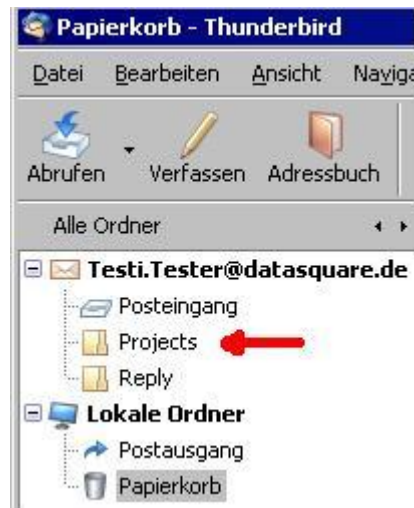 Papierkorb - Thunderbird
Datei Bearbeiten Ansicht Naviga
Abrufen Verfassen Adressbuch
Alle Ordner
Testi.Tester@datasquare.de
Posteingang
Projects
Reply
Lokale Ordner
Postausgang
Papierkorb